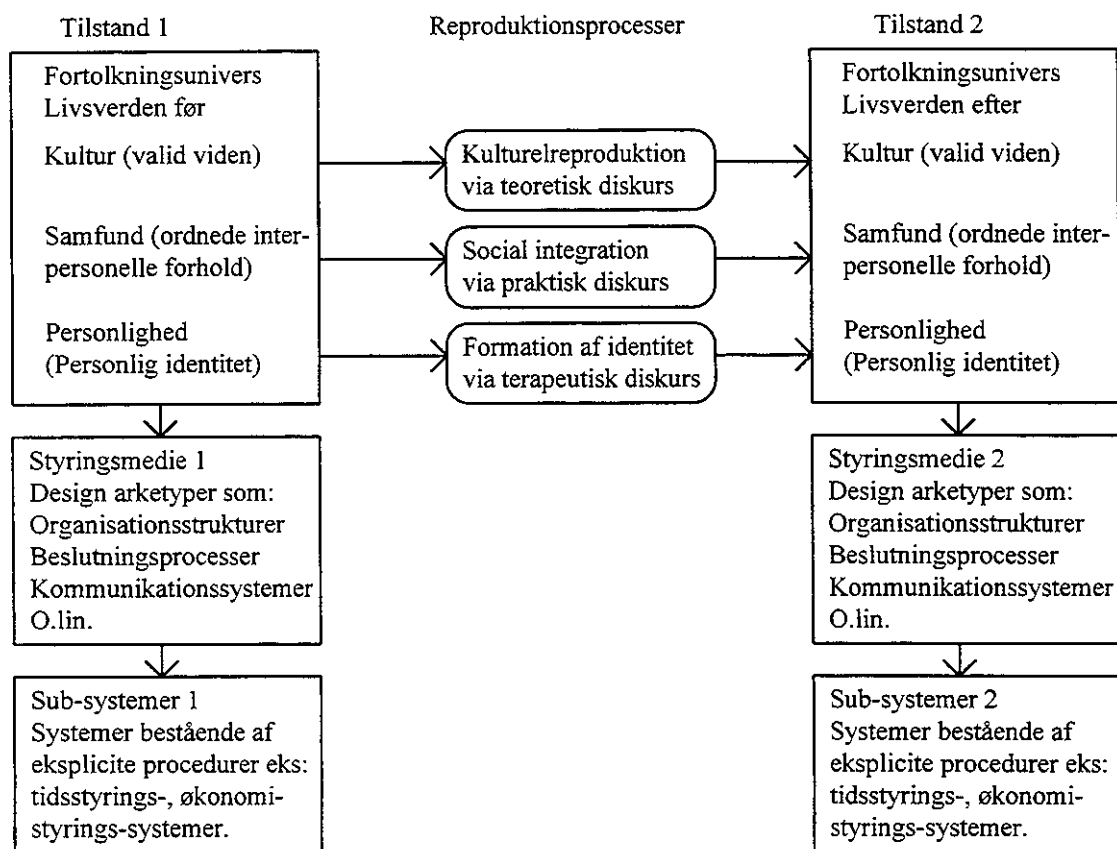 Tilstand 1
Reproduktionsprocesser
Tilstand 2
Fortolkningsunivers
Livsverden før
Kultur (valid viden)
Samfund (ordnede inter-
personelle forhold)
Personlighed
(Personlig identitet)
Kulturelreproduktion
via teoretisk diskurs
Social integration
via praktisk diskurs
Formation af identitet
via terapeutisk diskurs
Fortolkningsunivers
Livsverden efter
Kultur (valid viden)
Samfund (ordnede inter-
personelle forhold)
Personlighed
(Personlig identitet)
Styringsmedie 1
Design arketyper som:
Organisationsstrukturer
Beslutningsprocesser
Kommunikationssystemer
O.lin.
Styringsmedie 2
Design arketyper som:
Organisationsstrukturer
Beslutningsprocesser
Kommunikationssystemer
O.lin.
Sub-systemer 1
Systemer bestående af
eksplicite procedurer eks:
tidsstyrings-, økonomi-
styrings-systemer.
Sub-systemer 2
Systemer bestående af
eksplicite procedurer eks:
tidsstyrings-, økonomi-
styrings-systemer.